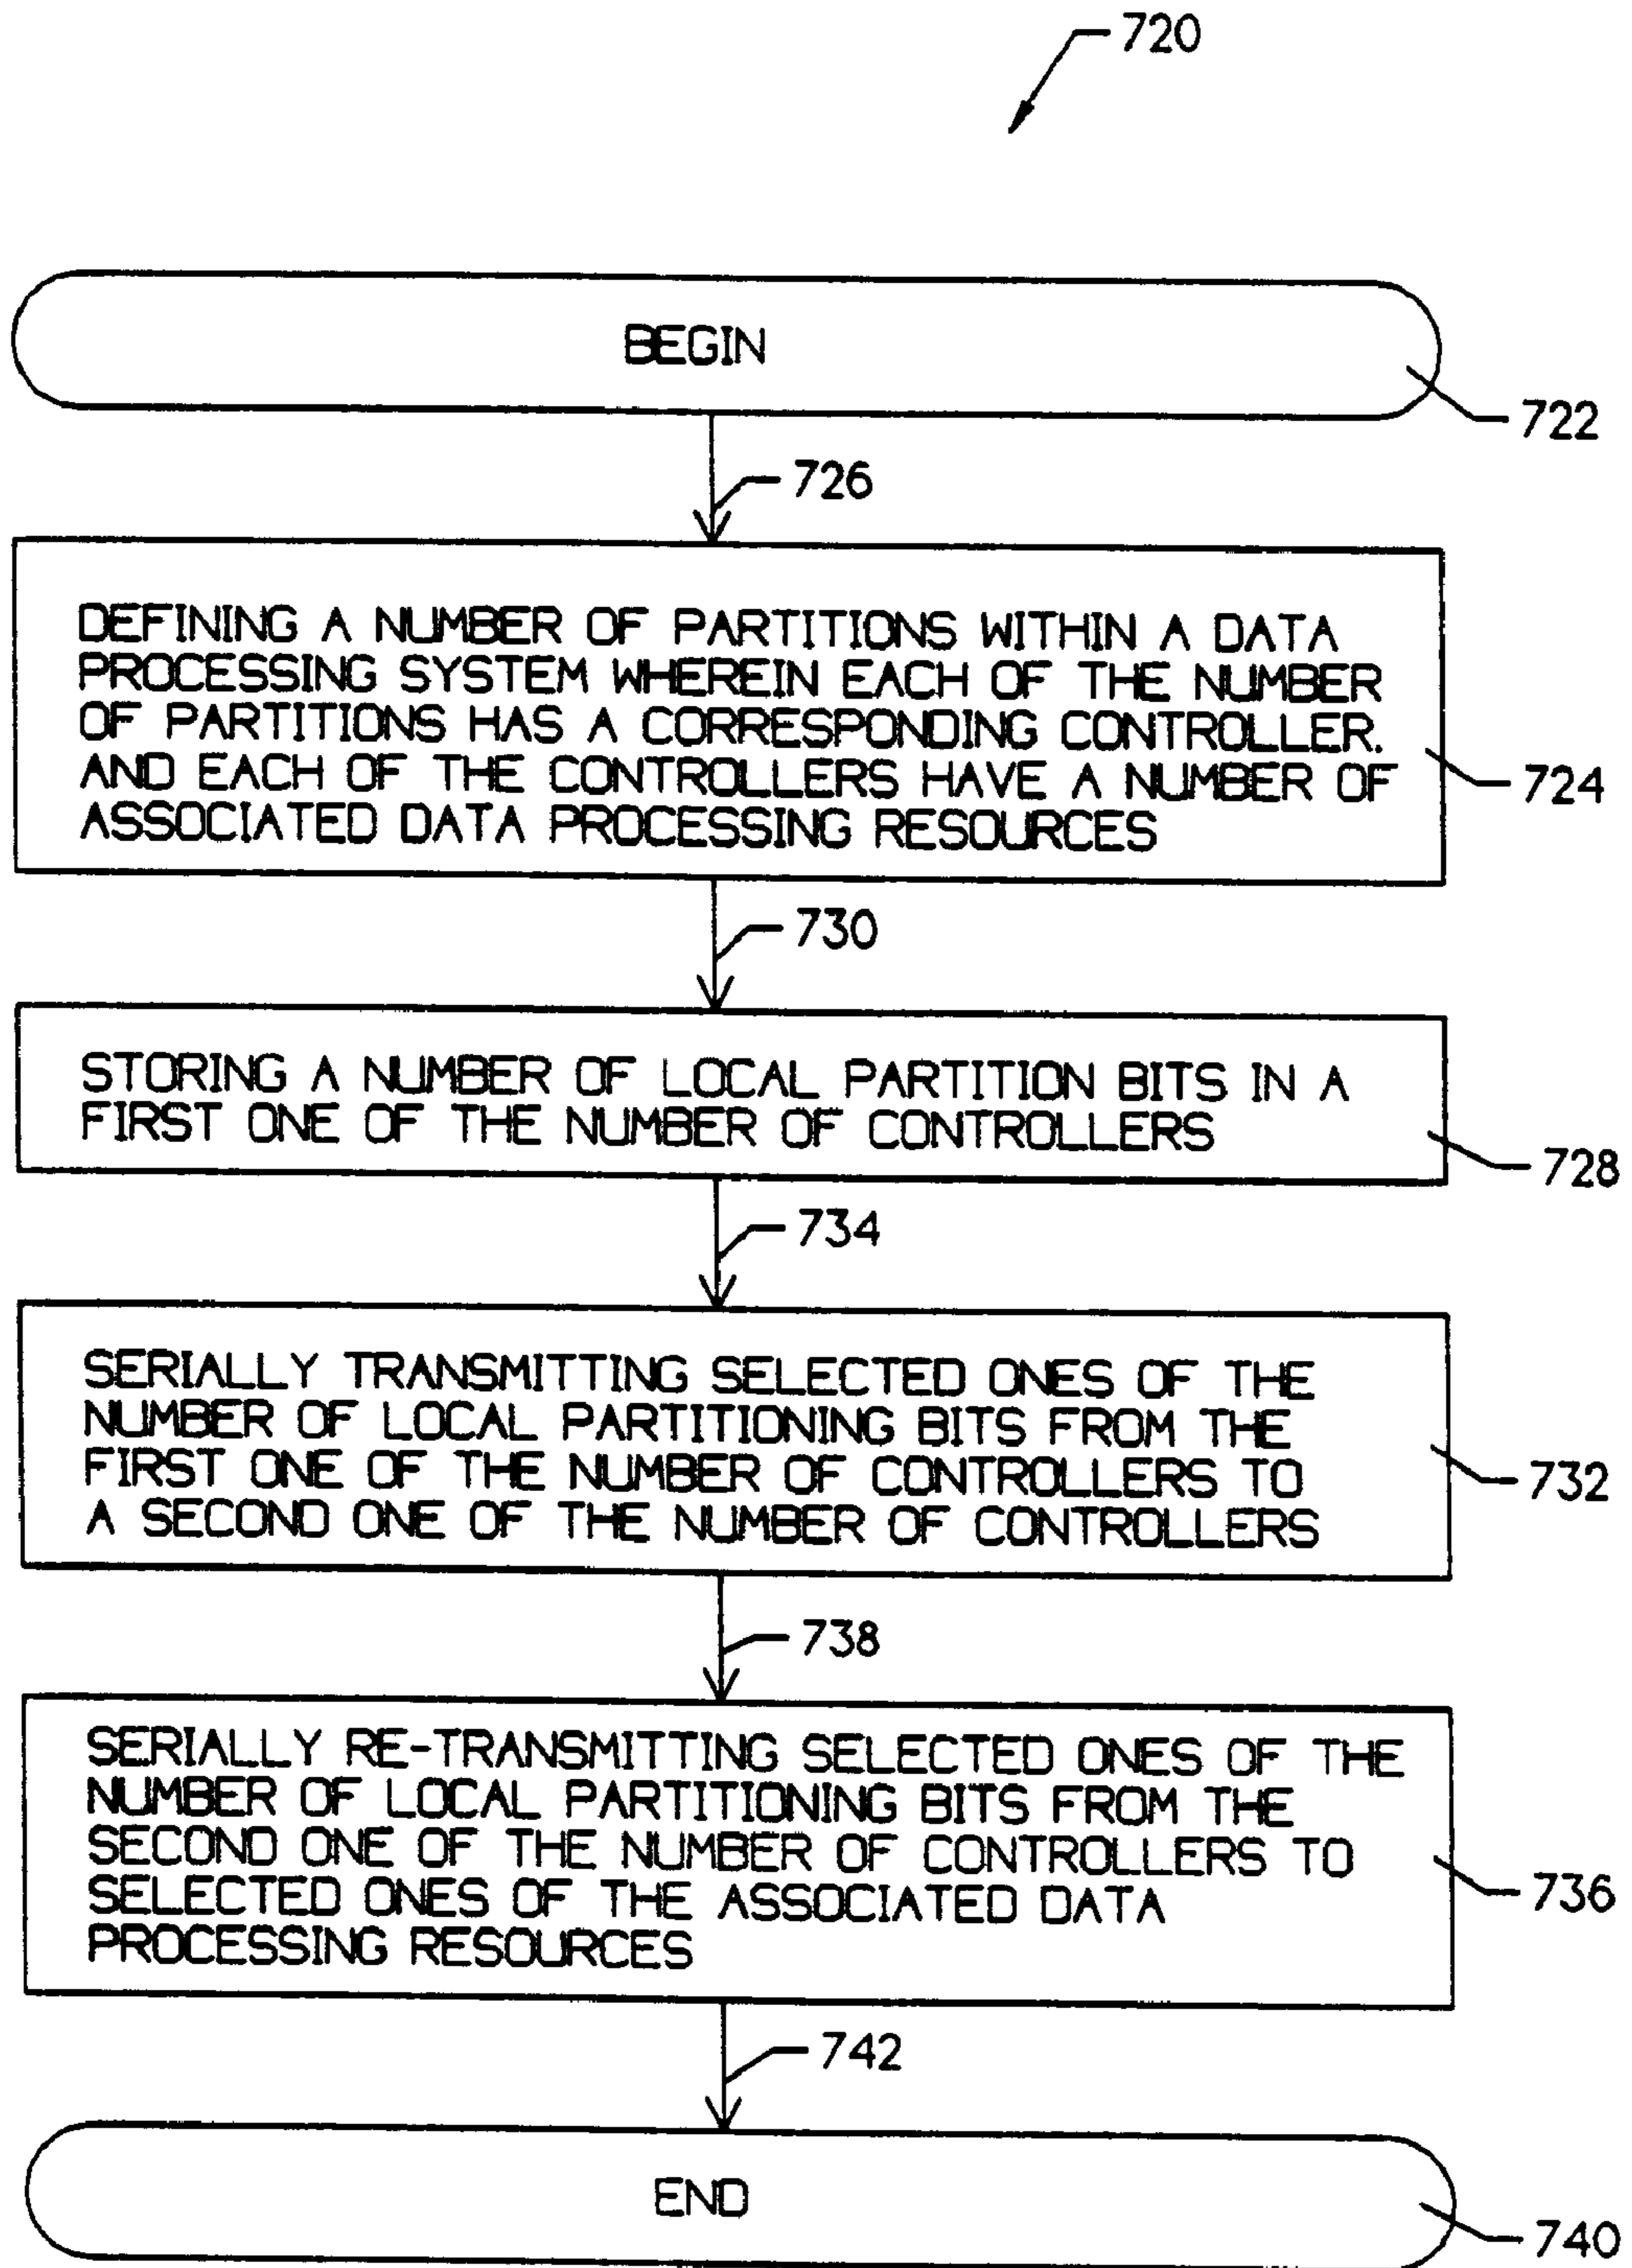 720
BEGIN
722
726
DEFINING A NUMBER OF PARTITIONS WITHIN A DATA
PROCESSING SYSTEM WHEREIN EACH OF THE NUMBER
OF PARTITIONS HAS A CORRESPONDING CONTROLLER.
AND EACH OF THE CONTROLLERS HAVE A NUMBER OF
ASSOCIATED DATA PROCESSING RESOURCES
724
730
STORING A NUMBER OF LOCAL PARTITION BITS IN A
FIRST ONE OF THE NUMBER OF CONTROLLERS
728
734
SERIALLY TRANSMITTING SELECTED ONES OF THE
NUMBER OF LOCAL PARTITIONING BITS FROM THE
FIRST ONE OF THE NUMBER OF CONTROLLERS TO
A SECOND ONE OF THE NUMBER OF CONTROLLERS
732
738
SERIALLY RE-TRANSMITTING SELECTED ONES OF THE
NUMBER OF LOCAL PARTITIONING BITS FROM THE
SECOND ONE OF THE NUMBER OF CONTROLLERS TO
SELECTED ONES OF THE ASSOCIATED DATA
PROCESSING RESOURCES
736
742
END
740